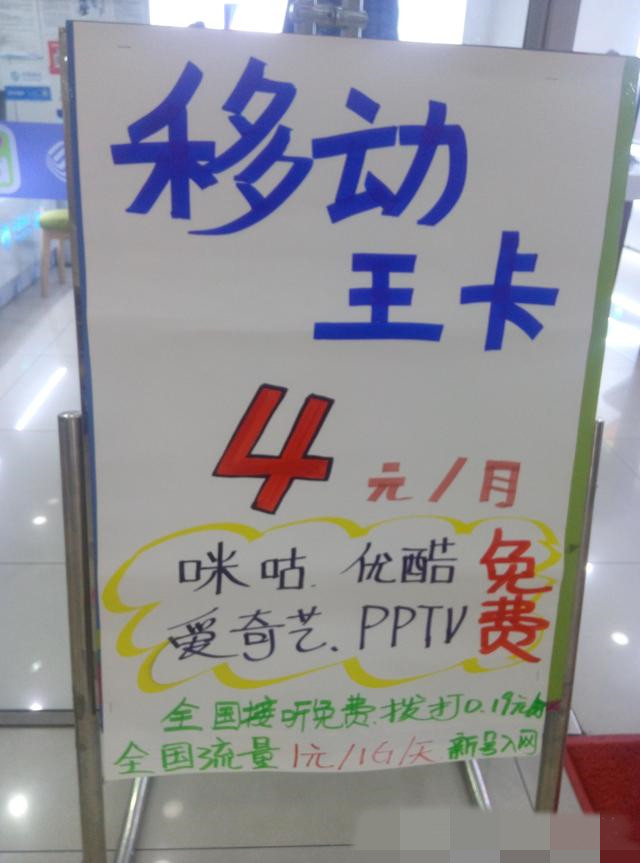 移动
王卡
4元/月
咪咕.优酷
爱奇艺.PPTV
免费
全国接听免费.拨打0.19元/分
全国流量1元/1G/天.新号入网